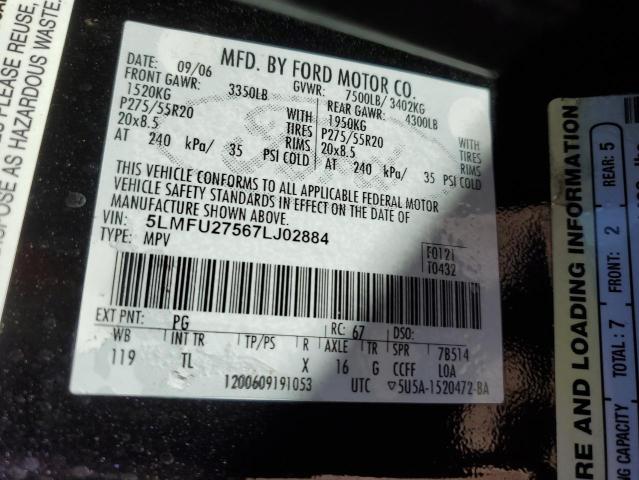 MFD. BY FORD MOTOR CO.
DATE: 09/06 GVWR: 7500LB/ 3402KG
FRONT GAWR: 3350LB REAR GAWR: 4300LB
1520KG WITH 1950KG WITH
P275/55R20 TIRES P275/55R20 TIRES
20x8.5 RIMS 20x8.5 RIMS
AT 240 kPa/ 35 PSI COLD AT 240 kPa/ 35 PSI COLD
THIS VEHICLE CONFORMS TO ALL APPLICABLE FEDERAL MOTOR
VEHICLE SAFETY STANDARDS IN EFFECT ON THE DATE OF
MANUFACTURE SHOWN ABOVE.
VIN: 5LMFU27567LJ02884
TYPE: MPV
F0121
T0432
EXT PNT: PG RC: 67 DSO:
WB INT TR TP/PS R AXLE TR SPR 7B514
119 TL X 16 G CCFF LOA
1200609191053 UTC ▽5U5A-1520472-BA
PLEASE REUSE,
AS HAZARDOUS WASTE.
RE AND LOADING INFORMATION
CAPACITY TOTAL: 7 FRONT: 2 REAR: 5